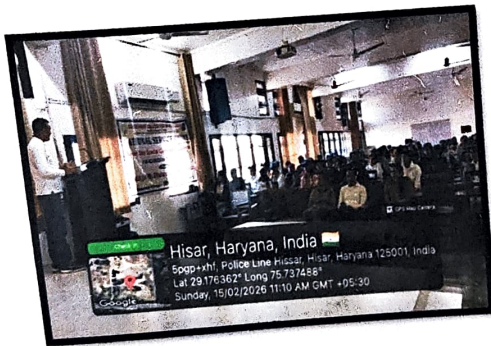 GPS Map Camera
Check In
Hisar, Haryana, India
5pgp+xhf, Police Line Hissar, Hisar, Haryana 125001, India
Lat 29.176362° Long 75.737488°
Sunday, 15/02/2026 11:10 AM GMT +05:30
Google